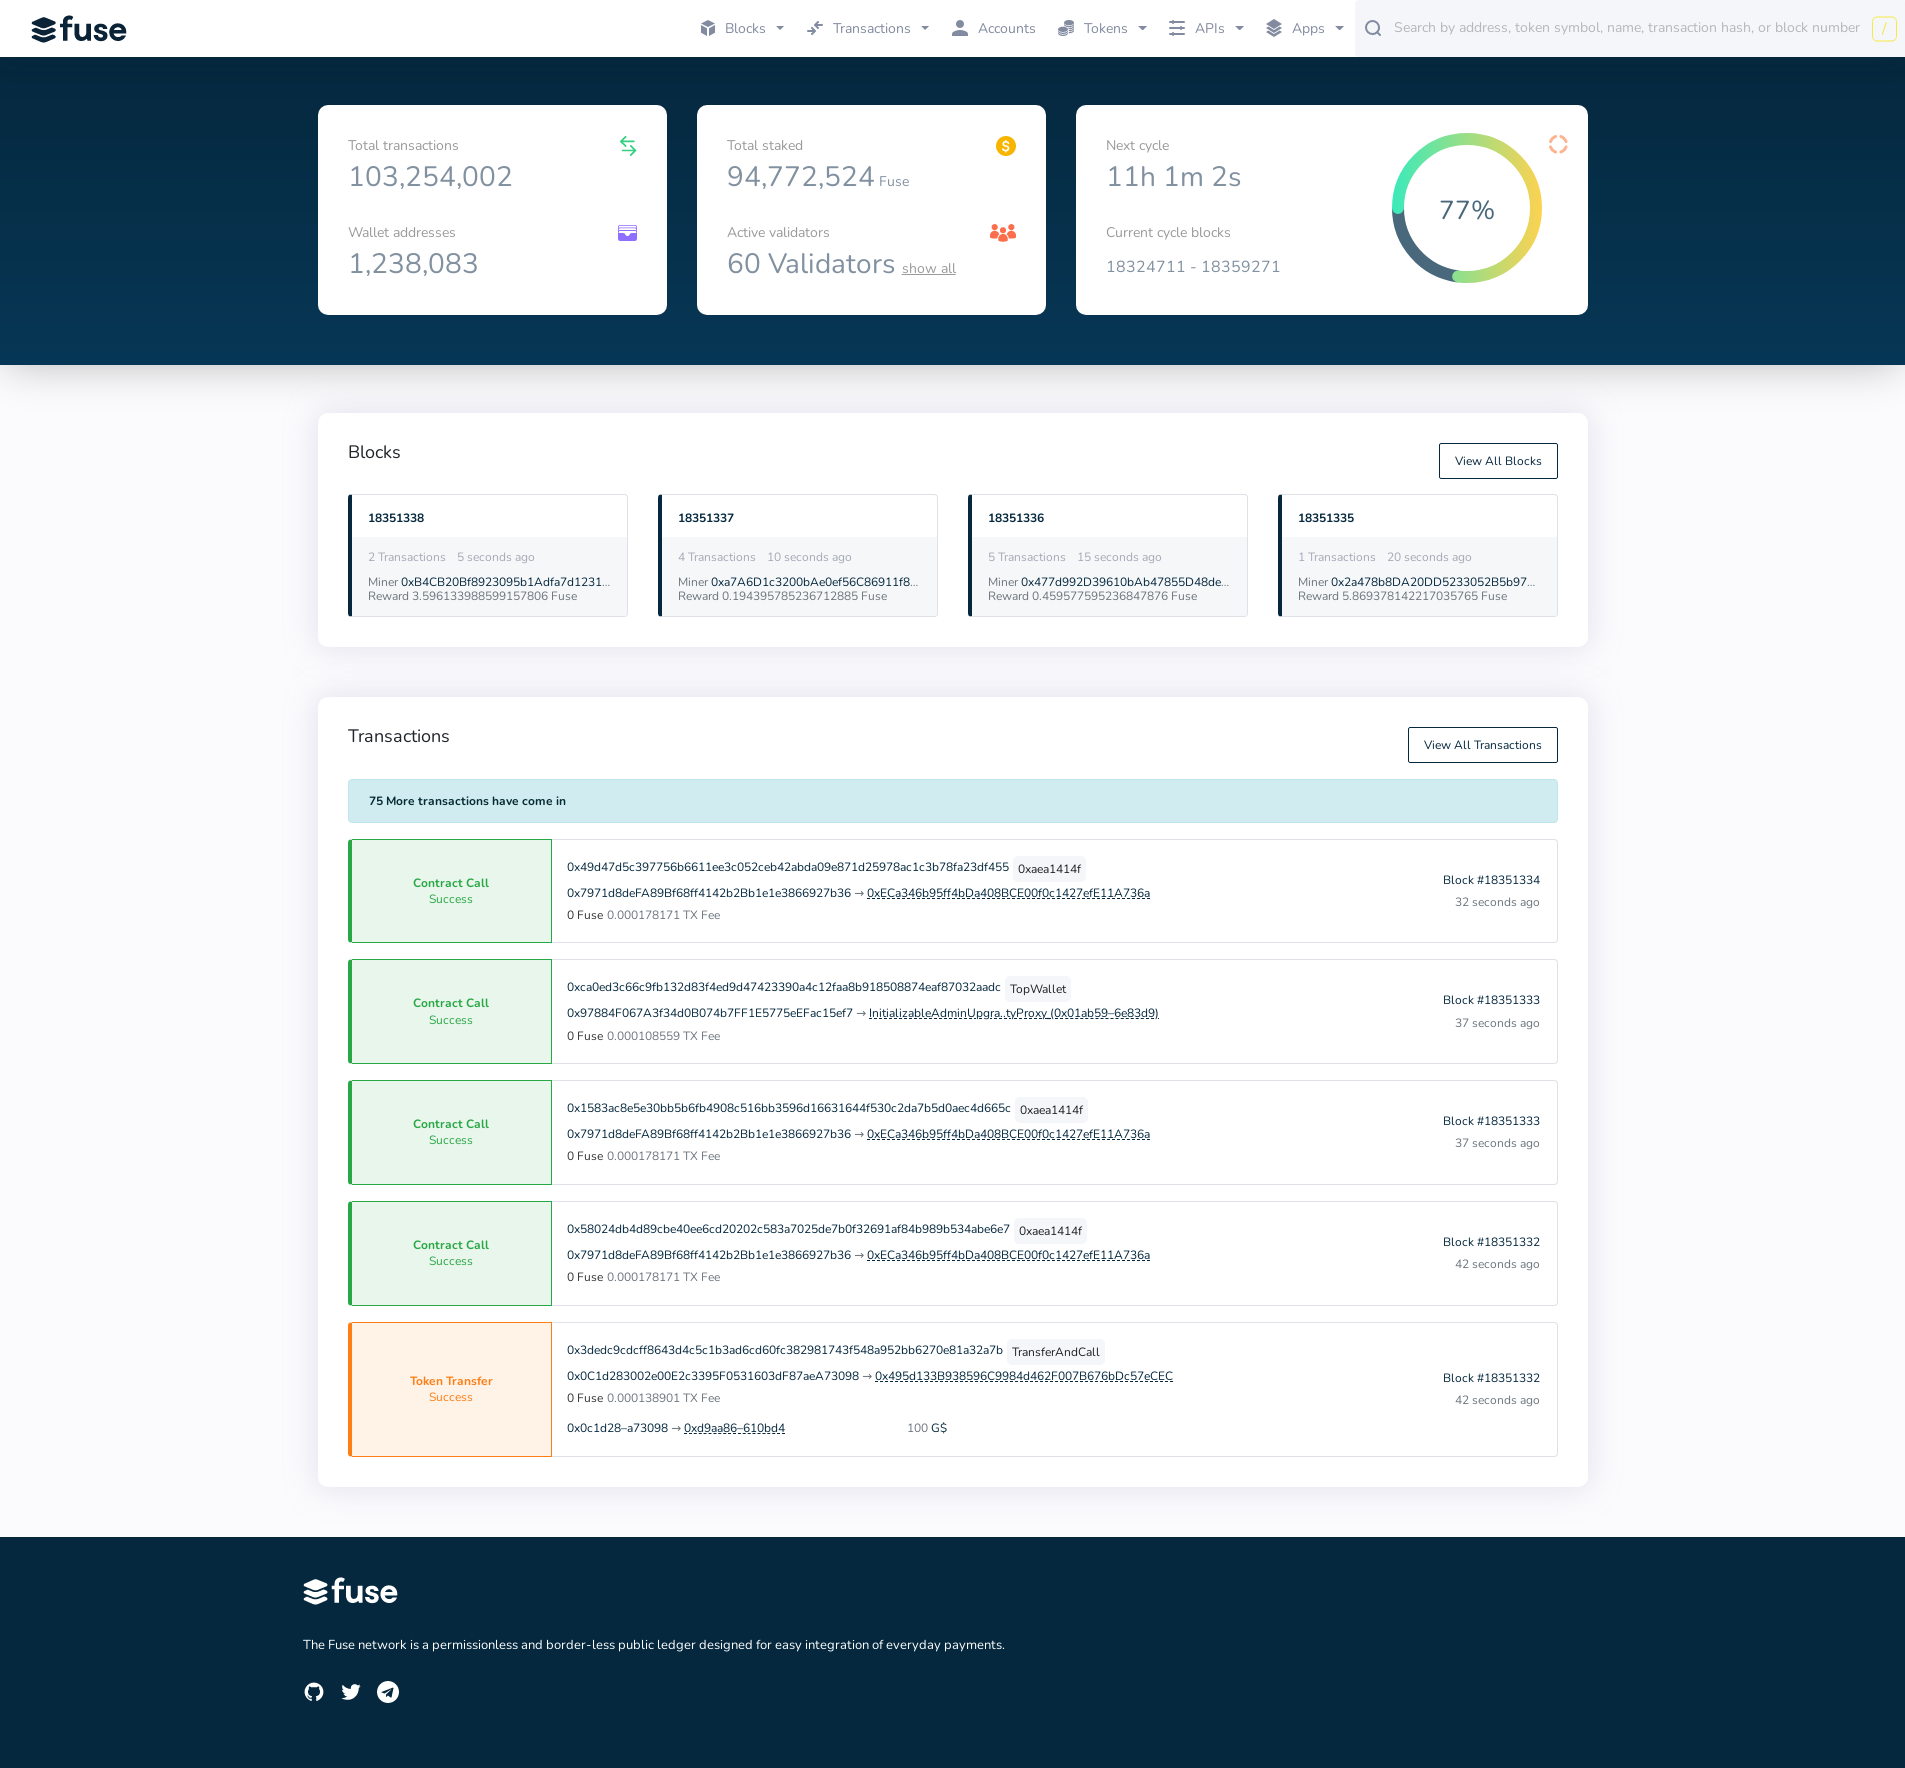 fuse
Blocks
Transactions
Accounts
Tokens
APIs
Apps
Search by address, token symbol, name, transaction hash, or block number
/
Total transactions
103,254,002
Wallet addresses
1,238,083
Total staked
94,772,524 Fuse
Active validators
60 Validators show all
Next cycle
11h 1m 2s
Current cycle blocks
18324711 - 18359271
77%
Blocks
View All Blocks
18351338
2 Transactions 5 seconds ago
Miner 0xB4CB20Bf8923095b1Adfa7d1231...
Reward 3.596133988599157806 Fuse
18351337
4 Transactions 10 seconds ago
Miner 0xa7A6D1c3200bAe0ef56C86911f8...
Reward 0.194395785236712885 Fuse
18351336
5 Transactions 15 seconds ago
Miner 0x477d992D39610bAb47855D48de...
Reward 0.459577595236847876 Fuse
18351335
1 Transactions 20 seconds ago
Miner 0x2a478b8DA20DD5233052B5b97...
Reward 5.869378142217035765 Fuse
Transactions
View All Transactions
75 More transactions have come in
Contract Call
Success
0x49d47d5c397756b6611ee3c052ceb42abda09e871d25978ac1c3b78fa23df455 0xaea1414f
0x7971d8deFA89Bf68ff4142b2Bb1e1e3866927b36 → 0xECa346b95ff4bDa408BCE00f0c1427efE11A736a
0 Fuse 0.000178171 TX Fee
Block #18351334
32 seconds ago
Contract Call
Success
0xca0ed3c66c9fb132d83f4ed9d47423390a4c12faa8b918508874eaf87032aadc TopWallet
0x97884F067A3f34d0B074b7FF1E5775eEFac15ef7 → InitializableAdminUpgra..tyProxy (0x01ab59–6e83d9)
0 Fuse 0.000108559 TX Fee
Block #18351333
37 seconds ago
Contract Call
Success
0x1583ac8e5e30bb5b6fb4908c516bb3596d16631644f530c2da7b5d0aec4d665c 0xaea1414f
0x7971d8deFA89Bf68ff4142b2Bb1e1e3866927b36 → 0xECa346b95ff4bDa408BCE00f0c1427efE11A736a
0 Fuse 0.000178171 TX Fee
Block #18351333
37 seconds ago
Contract Call
Success
0x58024db4d89cbe40ee6cd20202c583a7025de7b0f32691af84b989b534abe6e7 0xaea1414f
0x7971d8deFA89Bf68ff4142b2Bb1e1e3866927b36 → 0xECa346b95ff4bDa408BCE00f0c1427efE11A736a
0 Fuse 0.000178171 TX Fee
Block #18351332
42 seconds ago
Token Transfer
Success
0x3dedc9cdcff8643d4c5c1b3ad6cd60fc382981743f548a952bb6270e81a32a7b TransferAndCall
0x0C1d283002e00E2c3395F0531603dF87aeA73098 → 0x495d133B938596C9984d462F007B676bDc57eCEC
0 Fuse 0.000138901 TX Fee
0x0c1d28–a73098 → 0xd9aa86–610bd4 100 G$
Block #18351332
42 seconds ago
fuse
The Fuse network is a permissionless and border-less public ledger designed for easy integration of everyday payments.